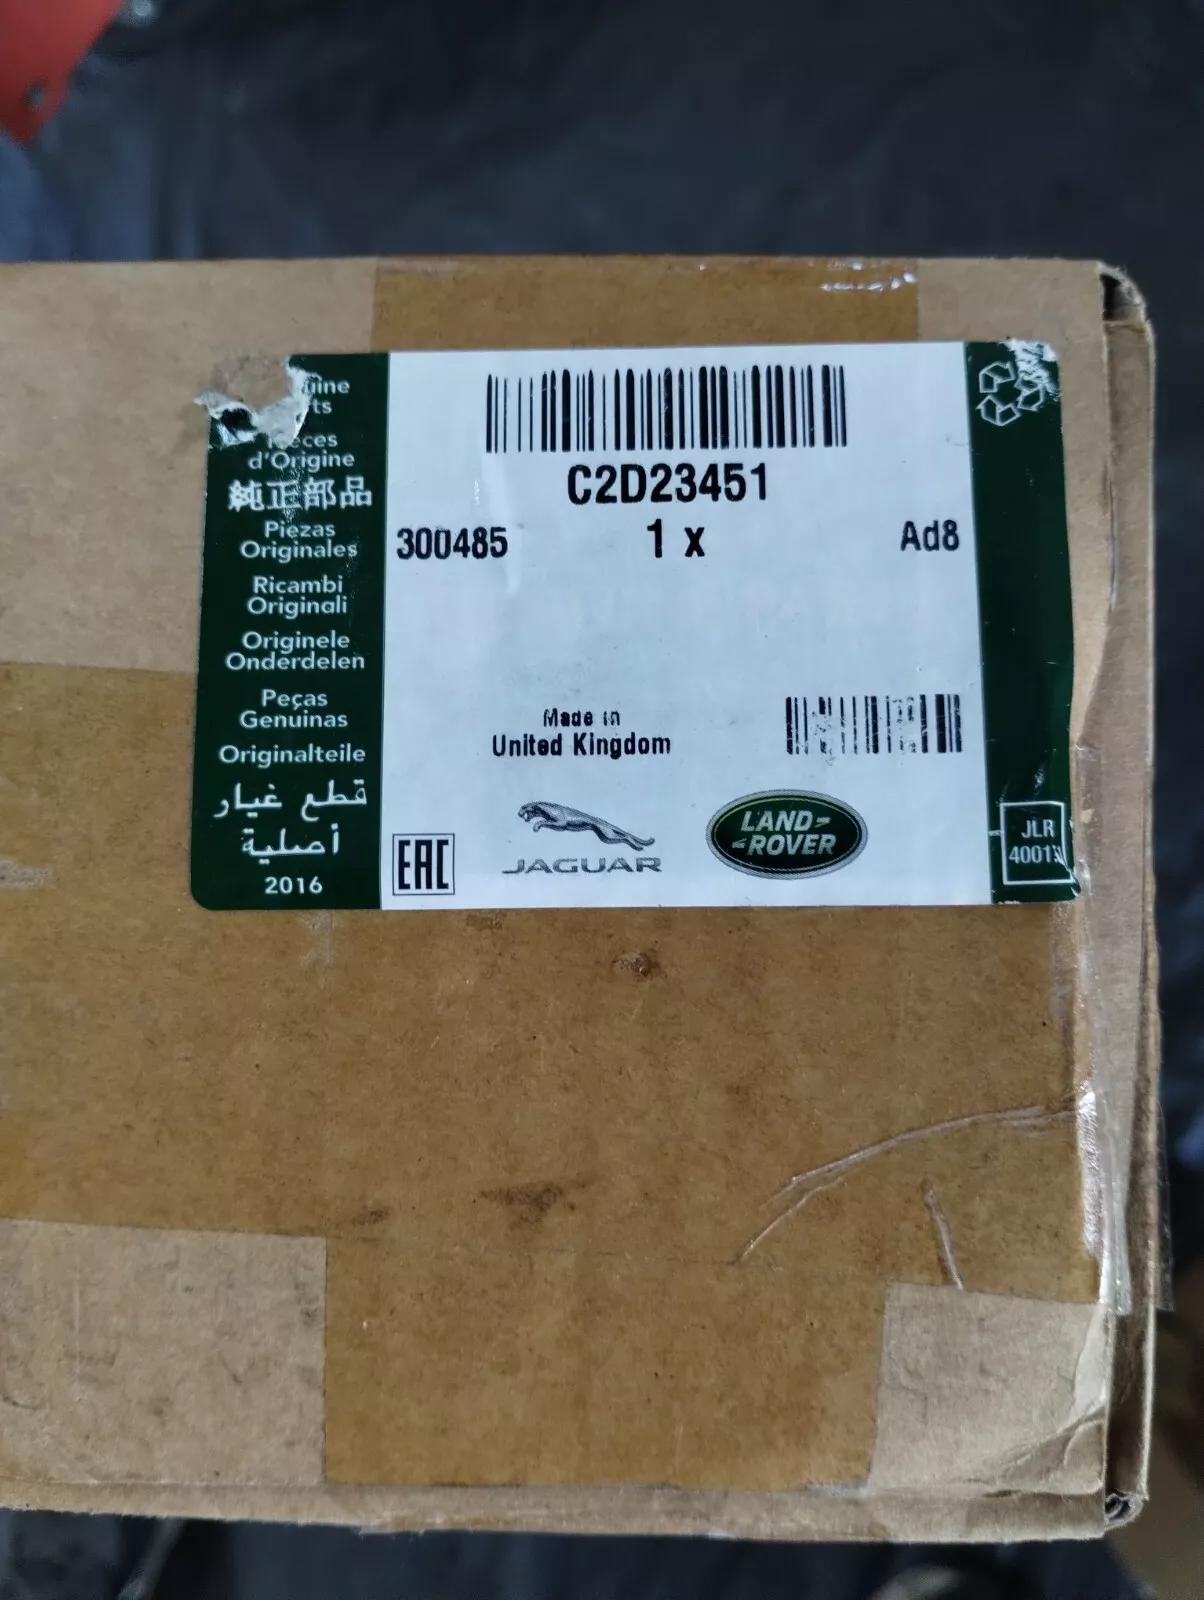 d'Origine
純正部品
Piezas
Originales
Ricambi
Originali
Originele
Onderdelen
Peças
Genuinas
Originalteile
قطع غيار
أصلية
2016
C2D23451
300485
1 x
Ad8
Made in
United Kingdom
EAC
JAGUAR
LAND-
-ROVER
JLR